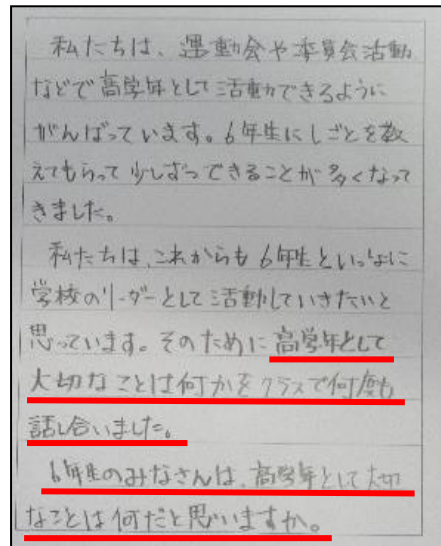 私たちは、運動会や委員会活動
などで高学年として活動できるように
がんばっています。6年生にしごとを教
えてもらって少しずつできることが多くなって
きました。
私たちは、これからも6年生といっしょに
学校のリーダーとして活動していきたいと
思っています。そのために高学年として
大切なことは何かをクラスで何度も
話し合いました。
6年生のみなさんは、高学年として大切
なことは何だと思いますか。